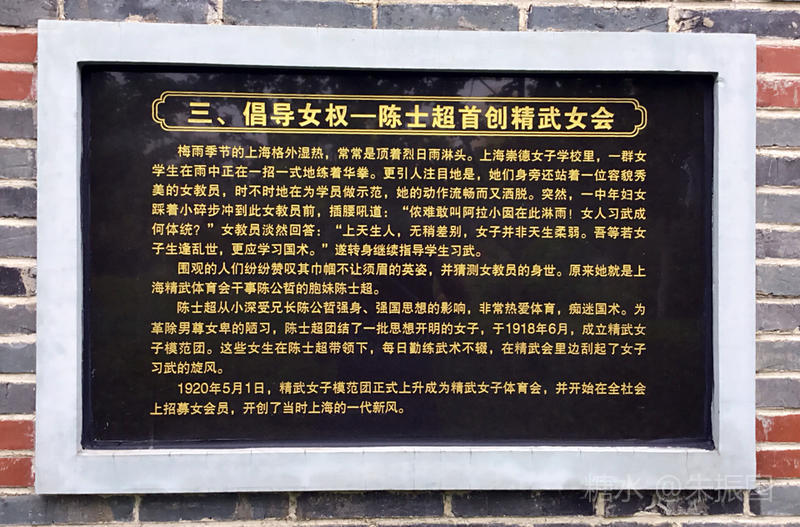 三、倡导女权—陈士超首创精武女会
梅雨季节的上海格外湿热，常常是顶着烈日雨淋头。上海崇德女子学校里，一群女
学生在雨中正在一招一式地练着华拳。更引人注目地是，她们身旁还站着一位容貌秀
美的女教员，时不时地在为学员做示范，她的动作流畅而又洒脱。突然，一中年妇女
踩着小碎步冲到此女教员前，插腰吼道：“侬难敢叫阿拉小囡在此淋雨！女人习武成
何体统？”女教员淡然回答：“上天生人，无稍差别，女子并非天生柔弱。吾等若女
子生逢乱世，更应学习国术。”遂转身继续指导学生习武。
围观的人们纷纷赞叹其巾帼不让须眉的英姿，并猜测女教员的身世。原来她就是上
海精武体育会干事陈公哲的胞妹陈士超。
陈士超从小深受兄长陈公哲强身、强国思想的影响，非常热爱体育，痴迷国术。为
革除男尊女卑的陋习，陈士超团结了一批思想开明的女子，于1918年6月，成立精武女
子模范团。这些女生在陈士超带领下，每日勤练武术不辍，在精武会里边刮起了女子
习武的旋风。
1920年5月1日，精武女子模范团正式上升成为精武女子体育会，并开始在全社会
上招募女会员，开创了当时上海的一代新风。
糖水 @朱振国